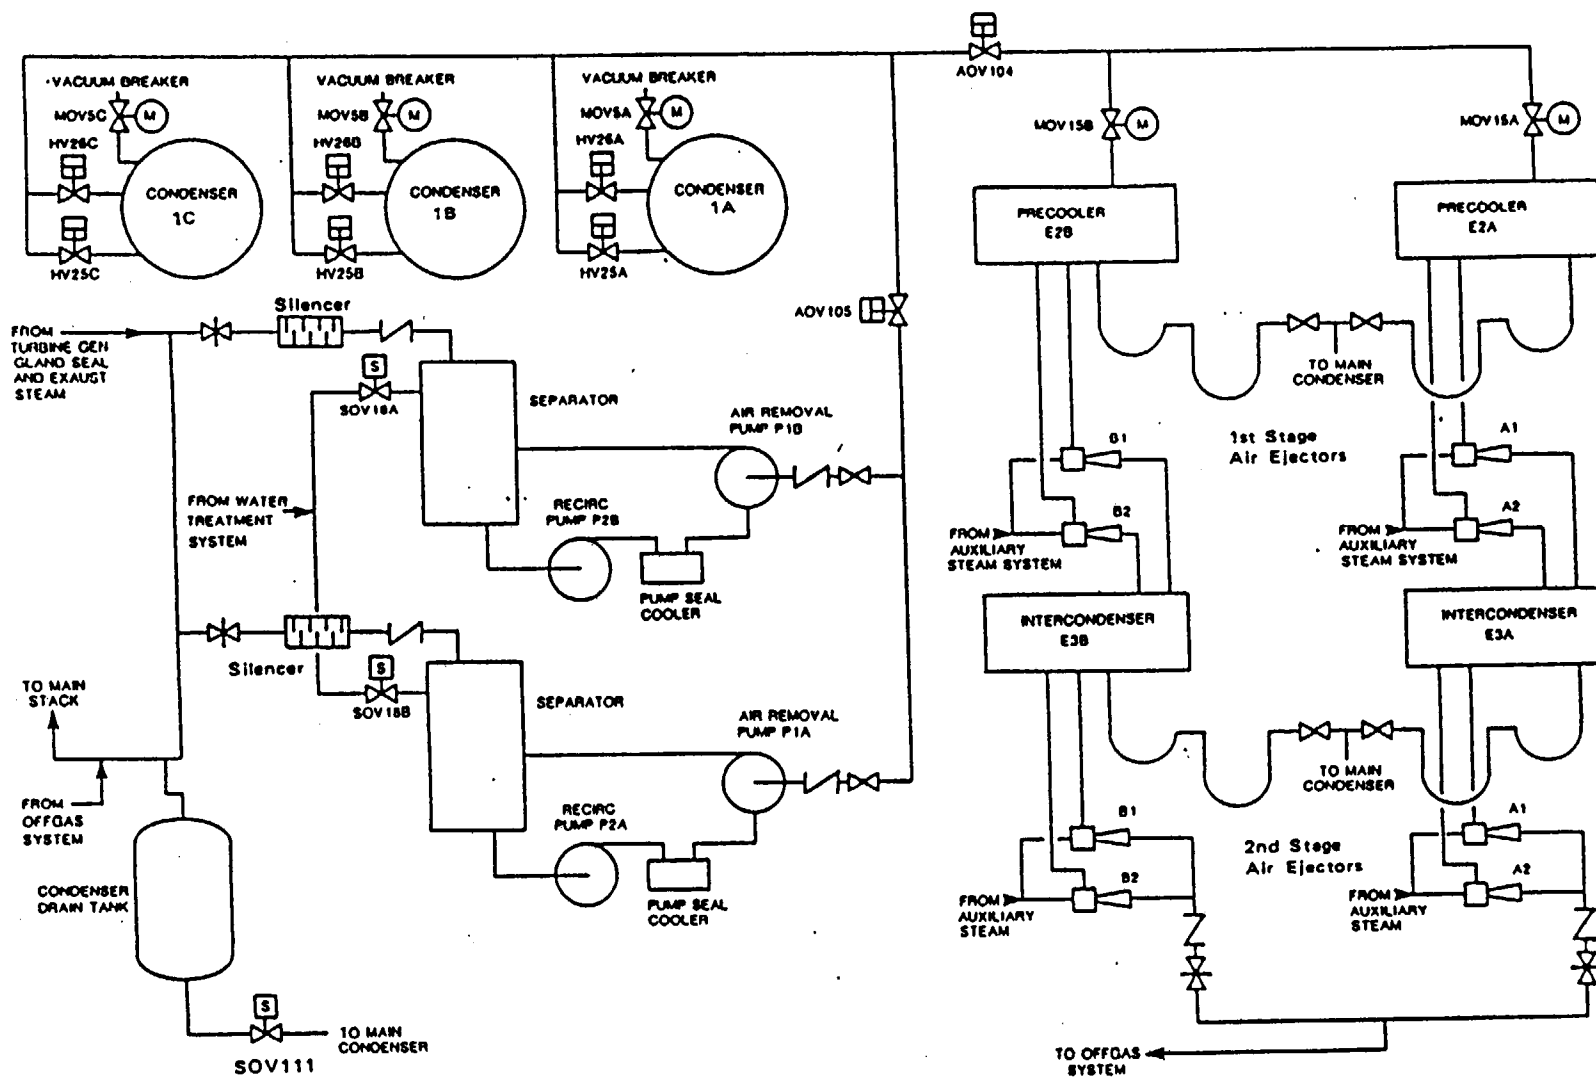 AOV104
VACUUM BREAKER
MOV5C
M
HV26C
CONDENSER
1C
HV25C
VACUUM BREAKER
MOV5B
M
HV26B
CONDENSER
1B
HV25B
VACUUM BREAKER
MOV5A
M
HV26A
CONDENSER
1A
HV25A
MOV15B
M
MOV15A
M
PRECOOLER
E2B
PRECOOLER
E2A
AOV105
Silencer
FROM
TURBINE GEN
GLAND SEAL
AND EXAUST
STEAM
S
SOV18A
SEPARATOR
AIR REMOVAL
PUMP P1B
TO MAIN
CONDENSER
1st Stage
Air Ejectors
B1
B2
A1
A2
FROM
AUXILIARY
STEAM SYSTEM
FROM
AUXILIARY
STEAM SYSTEM
FROM WATER
TREATMENT
SYSTEM
RECIRC
PUMP P2B
PUMP SEAL
COOLER
INTERCONDENSER
E3B
INTERCONDENSER
E3A
Silencer
S
SOV18B
SEPARATOR
AIR REMOVAL
PUMP P1A
TO MAIN
STACK
FROM
OFFGAS
SYSTEM
RECIRC
PUMP P2A
PUMP SEAL
COOLER
TO MAIN
CONDENSER
2nd Stage
Air Ejectors
B1
B2
A1
A2
FROM
AUXILIARY
STEAM
FROM
AUXILIARY
STEAM
CONDENSER
DRAIN TANK
S
SOV111
TO MAIN
CONDENSER
TO OFFGAS
SYSTEM